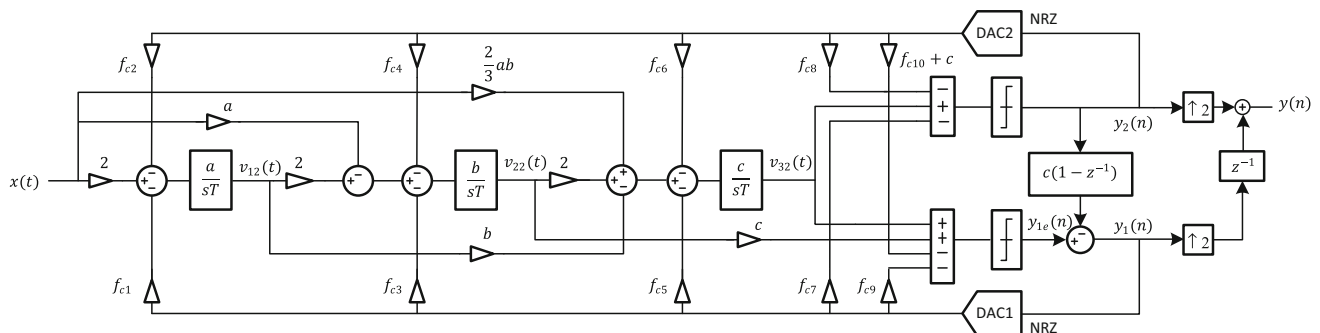 DAC2 NRZ
f_{c2} f_{c4} \frac{2}{3}ab f_{c6} f_{c8} f_{c10} + c
a
− + − y_2(n) ↑2 + y(n)
x(t) 2 + − − \frac{a}{sT} v_{12}(t) 2 + − + − − \frac{b}{sT} v_{22}(t) 2 + + + + − − \frac{c}{sT} v_{32}(t) c(1 − z^{-1}) z^{-1}
b c + + − − y_{1e}(n) + − y_1(n) ↑2
f_{c1} f_{c3} f_{c5} f_{c7} f_{c9}
DAC1 NRZ